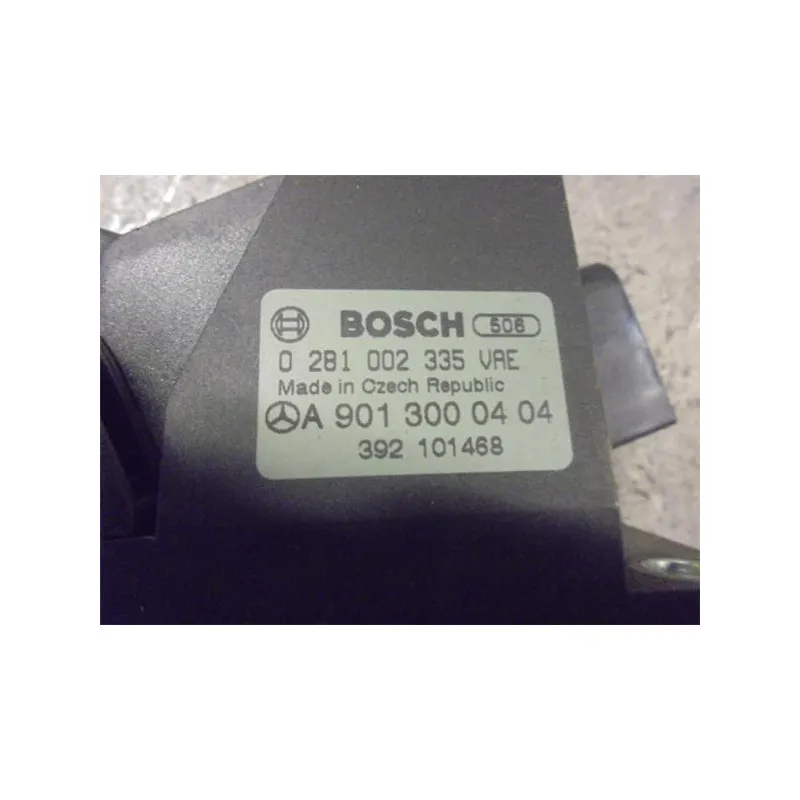 BOSCH 508
0 281 002 335 VAE
Made in Czech Republic
A 901 300 04 04
392 101468